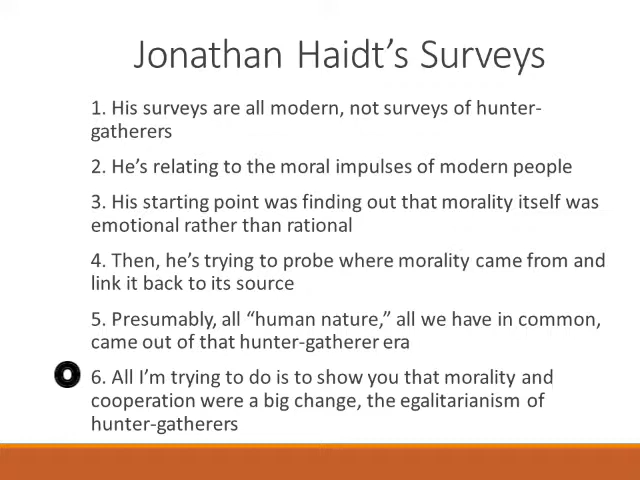 Jonathan Haidt’s Surveys
1. His surveys are all modern, not surveys of hunter-
gatherers
2. He’s relating to the moral impulses of modern people
3. His starting point was finding out that morality itself was
emotional rather than rational
4. Then, he’s trying to probe where morality came from and
link it back to its source
5. Presumably, all “human nature,” all we have in common,
came out of that hunter-gatherer era
6. All I’m trying to do is to show you that morality and
cooperation were a big change, the egalitarianism of
hunter-gatherers